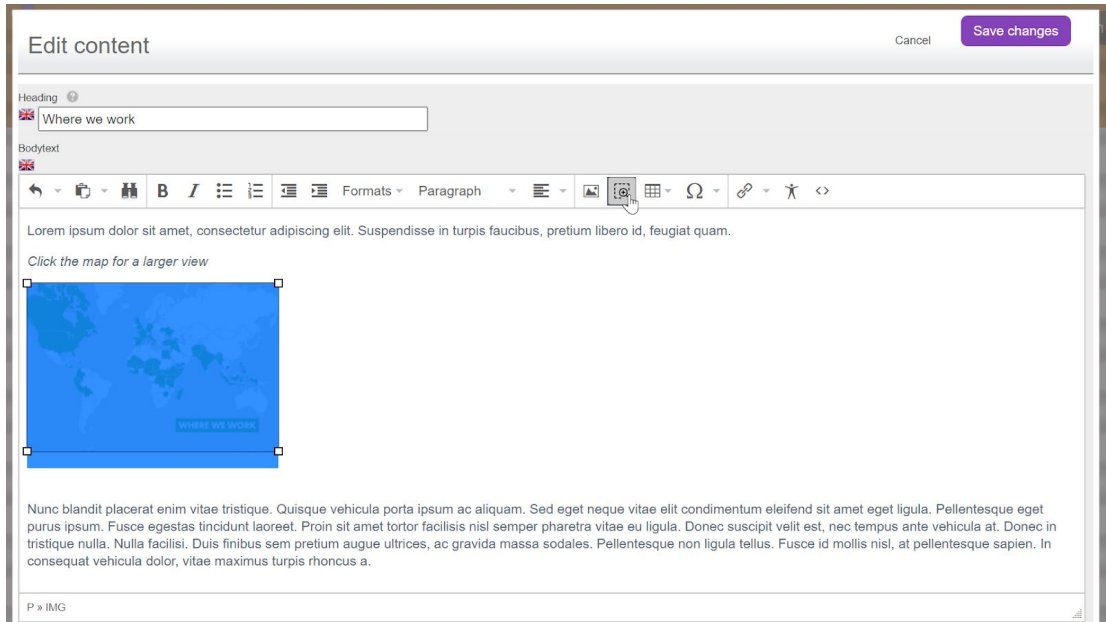 Edit content
Cancel
Save changes
Heading
Where we work
Bodytext
B I Formats Paragraph Ω <>
Lorem ipsum dolor sit amet, consectetur adipiscing elit. Suspendisse in turpis faucibus, pretium libero id, feugiat quam.
Click the map for a larger view
WHERE WE WORK
Nunc blandit placerat enim vitae tristique. Quisque vehicula porta ipsum ac aliquam. Sed eget neque vitae elit condimentum eleifend sit amet eget ligula. Pellentesque eget
purus ipsum. Fusce egestas tincidunt laoreet. Proin sit amet tortor facilisis nisl semper pharetra vitae eu ligula. Donec suscipit velit est, nec tempus ante vehicula at. Donec in
tristique nulla. Nulla facilisi. Duis finibus sem pretium augue ultrices, ac gravida massa sodales. Pellentesque non ligula tellus. Fusce id mollis nisl, at pellentesque sapien. In
consequat vehicula dolor, vitae maximus turpis rhoncus a.
P » IMG